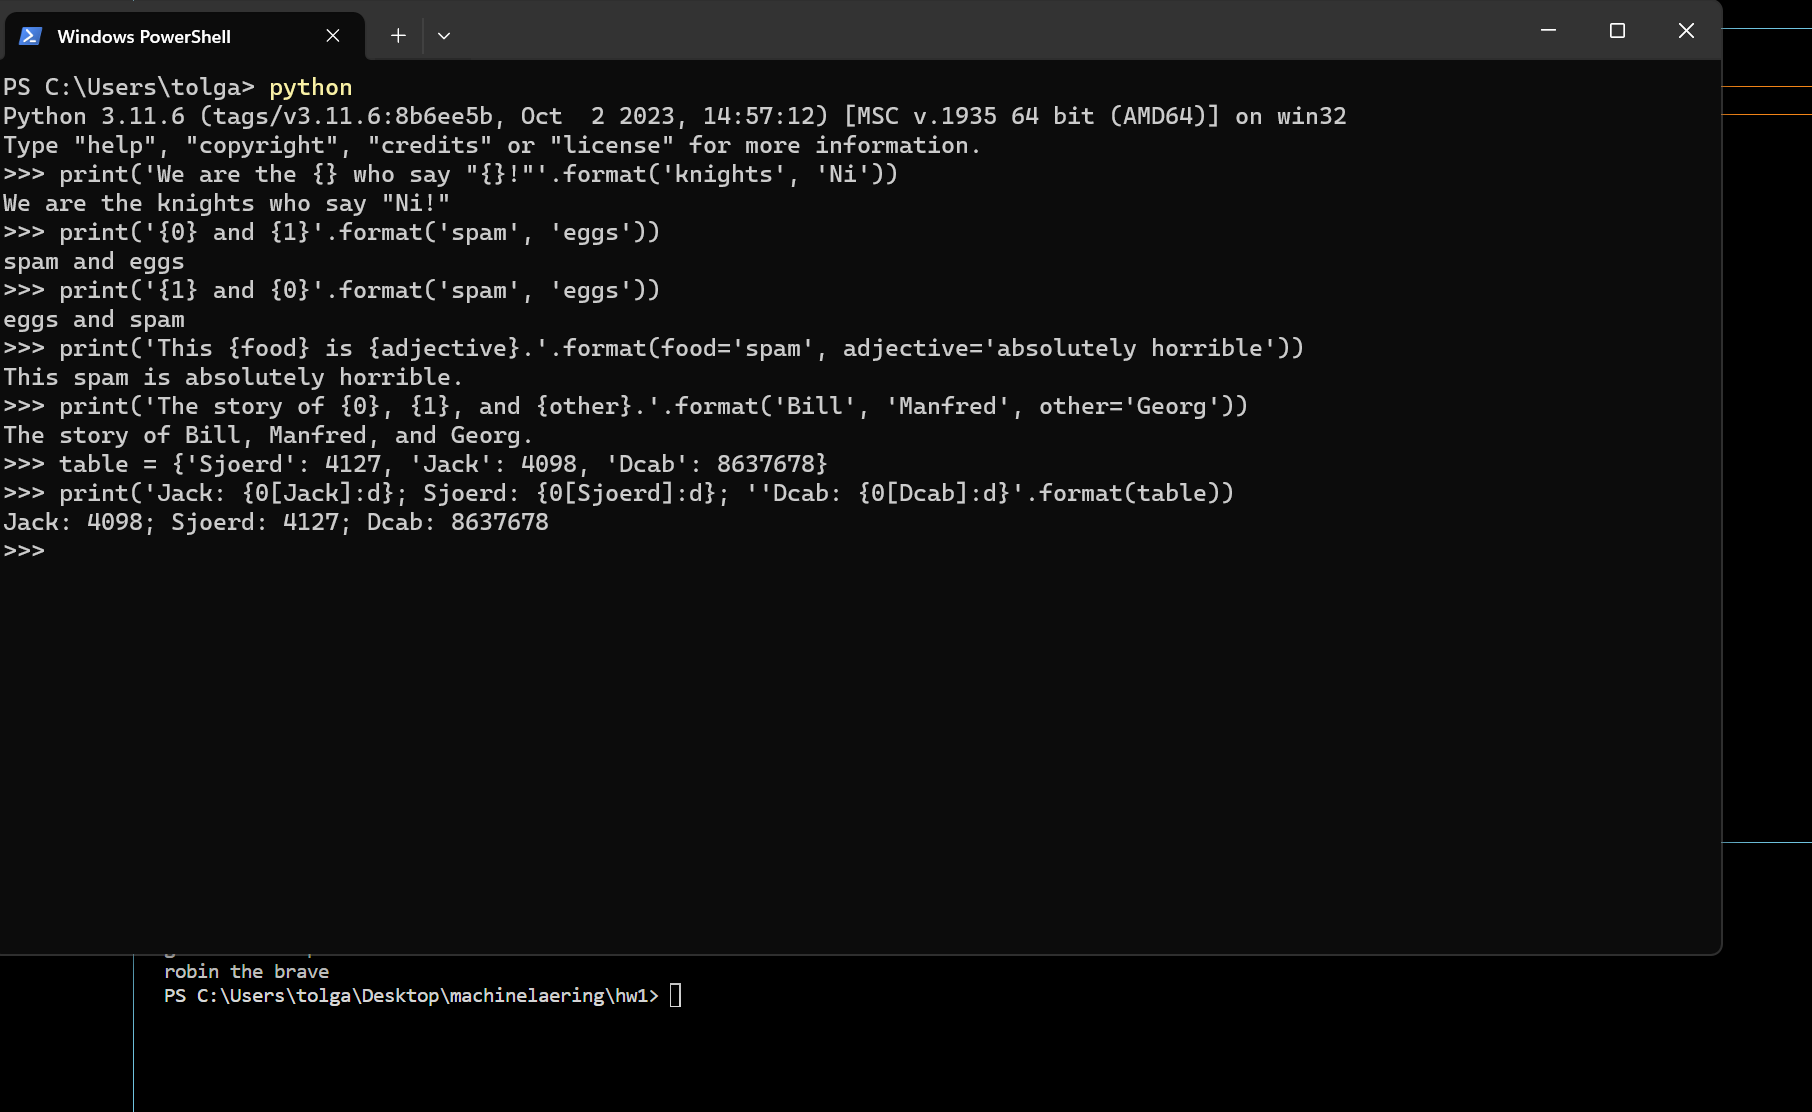 Windows PowerShell
PS C:\Users\tolga> python
Python 3.11.6 (tags/v3.11.6:8b6ee5b, Oct  2 2023, 14:57:12) [MSC v.1935 64 bit (AMD64)] on win32
Type "help", "copyright", "credits" or "license" for more information.
>>> print('We are the {} who say "{}!"'.format('knights', 'Ni'))
We are the knights who say "Ni!"
>>> print('{0} and {1}'.format('spam', 'eggs'))
spam and eggs
>>> print('{1} and {0}'.format('spam', 'eggs'))
eggs and spam
>>> print('This {food} is {adjective}.'.format(food='spam', adjective='absolutely horrible'))
This spam is absolutely horrible.
>>> print('The story of {0}, {1}, and {other}.'.format('Bill', 'Manfred', other='Georg'))
The story of Bill, Manfred, and Georg.
>>> table = {'Sjoerd': 4127, 'Jack': 4098, 'Dcab': 8637678}
>>> print('Jack: {0[Jack]:d}; Sjoerd: {0[Sjoerd]:d}; ''Dcab: {0[Dcab]:d}'.format(table))
Jack: 4098; Sjoerd: 4127; Dcab: 8637678
>>>
robin the brave
PS C:\Users\tolga\Desktop\machinelaering\hw1>